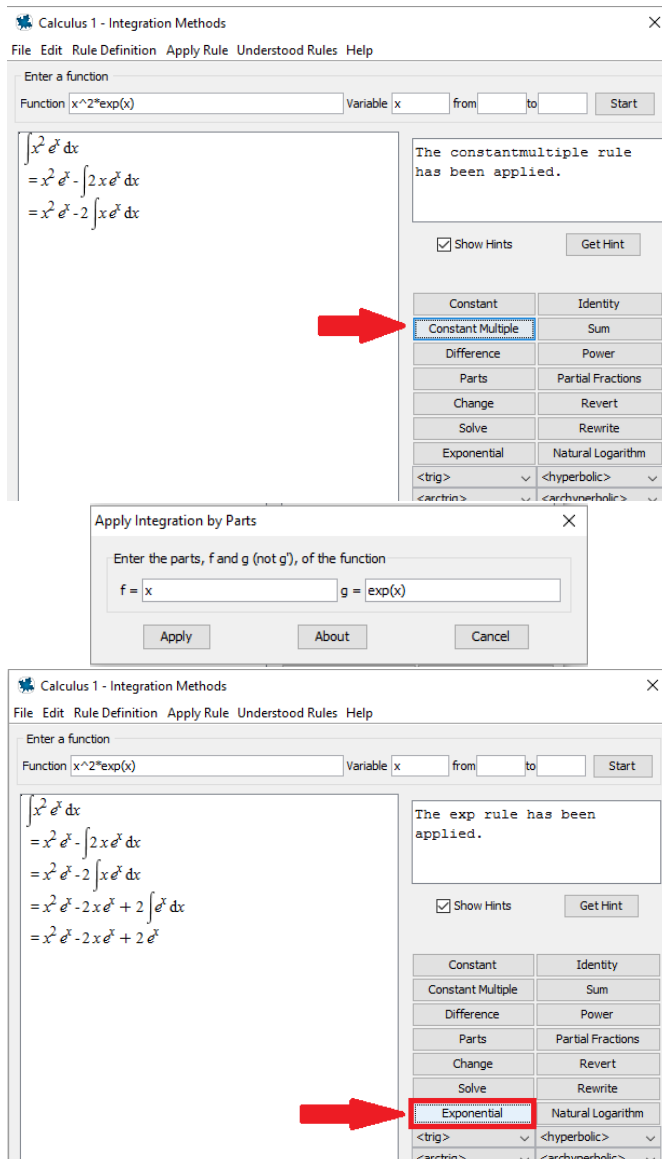 Calculus 1 - Integration Methods
File Edit Rule Definition Apply Rule Understood Rules Help
Enter a function
Function x^2*exp(x) Variable x from to Start
∫x² eˣ dx
= x² eˣ - ∫2 x eˣ dx
= x² eˣ - 2 ∫x eˣ dx
The constantmultiple rule
has been applied.
Show Hints Get Hint
Constant Identity
Constant Multiple Sum
Difference Power
Parts Partial Fractions
Change Revert
Solve Rewrite
Exponential Natural Logarithm
<trig> <hyperbolic>
<arctrig> <archyperbolic>
Apply Integration by Parts
Enter the parts, f and g (not g'), of the function
f = x g = exp(x)
Apply About Cancel
Calculus 1 - Integration Methods
File Edit Rule Definition Apply Rule Understood Rules Help
Enter a function
Function x^2*exp(x) Variable x from to Start
∫x² eˣ dx
= x² eˣ - ∫2 x eˣ dx
= x² eˣ - 2 ∫x eˣ dx
= x² eˣ - 2 x eˣ + 2 ∫eˣ dx
= x² eˣ - 2 x eˣ + 2 eˣ
The exp rule has been
applied.
Show Hints Get Hint
Constant Identity
Constant Multiple Sum
Difference Power
Parts Partial Fractions
Change Revert
Solve Rewrite
Exponential Natural Logarithm
<trig> <hyperbolic>
<arctrig> <archyperbolic>